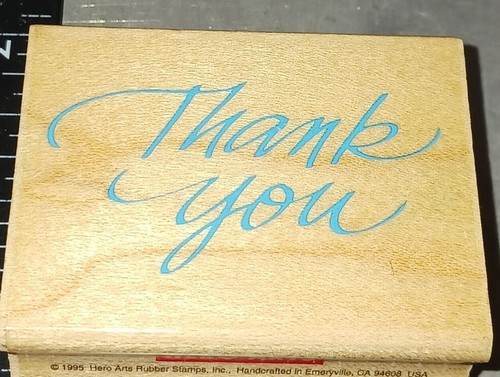 Thank
you
© 1995 Hero Arts Rubber Stamps, Inc., Handcrafted in Emeryville, CA 94608 USA